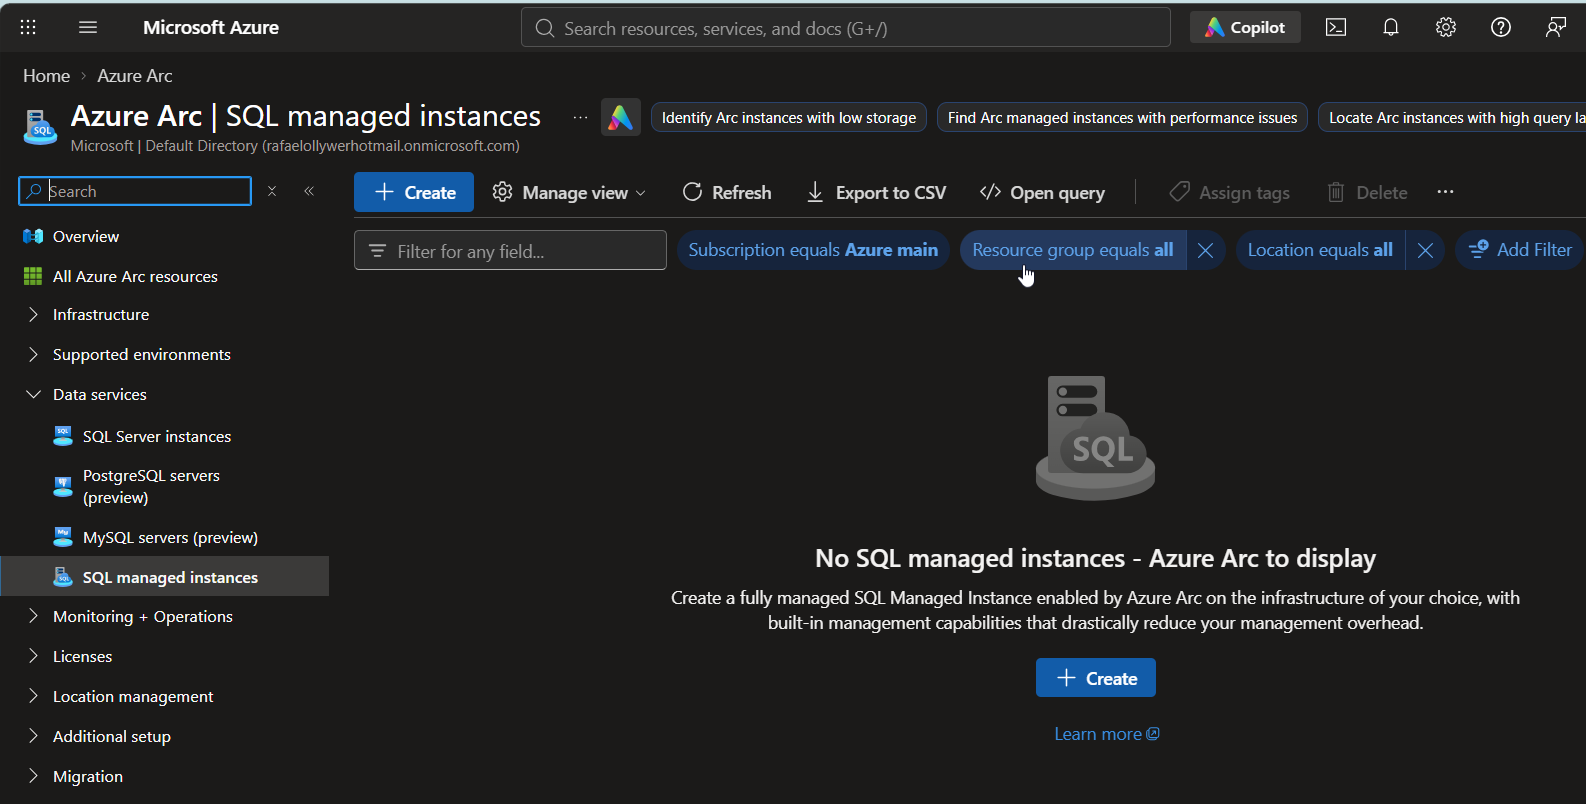 Microsoft Azure
Search resources, services, and docs (G+/)
Copilot
Home > Azure Arc
Azure Arc | SQL managed instances
...
Identify Arc instances with low storage
Find Arc managed instances with performance issues
Locate Arc instances with high query la
Microsoft | Default Directory (rafaelollywerhotmail.onmicrosoft.com)
Search
Create
Manage view
Refresh
Export to CSV
Open query
Assign tags
Delete
...
Filter for any field...
Subscription equals Azure main
Resource group equals all
Location equals all
Add Filter
Overview
All Azure Arc resources
Infrastructure
Supported environments
Data services
SQL Server instances
PostgreSQL servers
(preview)
MySQL servers (preview)
SQL managed instances
Monitoring + Operations
Licenses
Location management
Additional setup
Migration
SQL
No SQL managed instances - Azure Arc to display
Create a fully managed SQL Managed Instance enabled by Azure Arc on the infrastructure of your choice, with
built-in management capabilities that drastically reduce your management overhead.
Create
Learn more